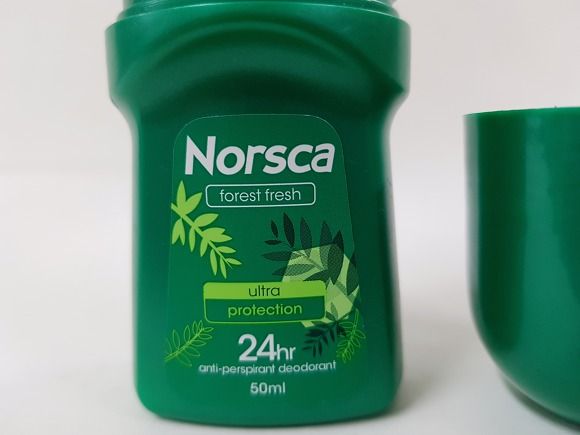 Norsca
forest fresh
ultra
protection
24hr
anti-perspirant deodorant
50ml